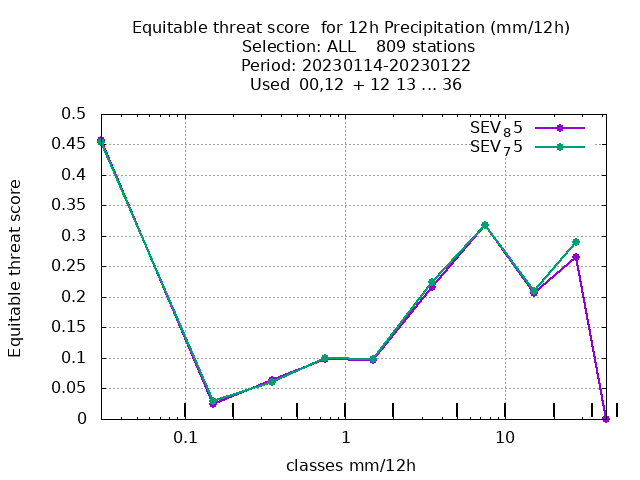 Equitable threat score  for 12h Precipitation (mm/12h)
Selection: ALL    809 stations
Period: 20230114-20230122
Used  00,12  + 12 13 ... 36
0.5
SEV85
0.45
SEV75
0.4
0.35
0.3
0.25
0.2
0.15
0.1
0.05
0
Equitable threat score
0.1
1
10
classes mm/12h